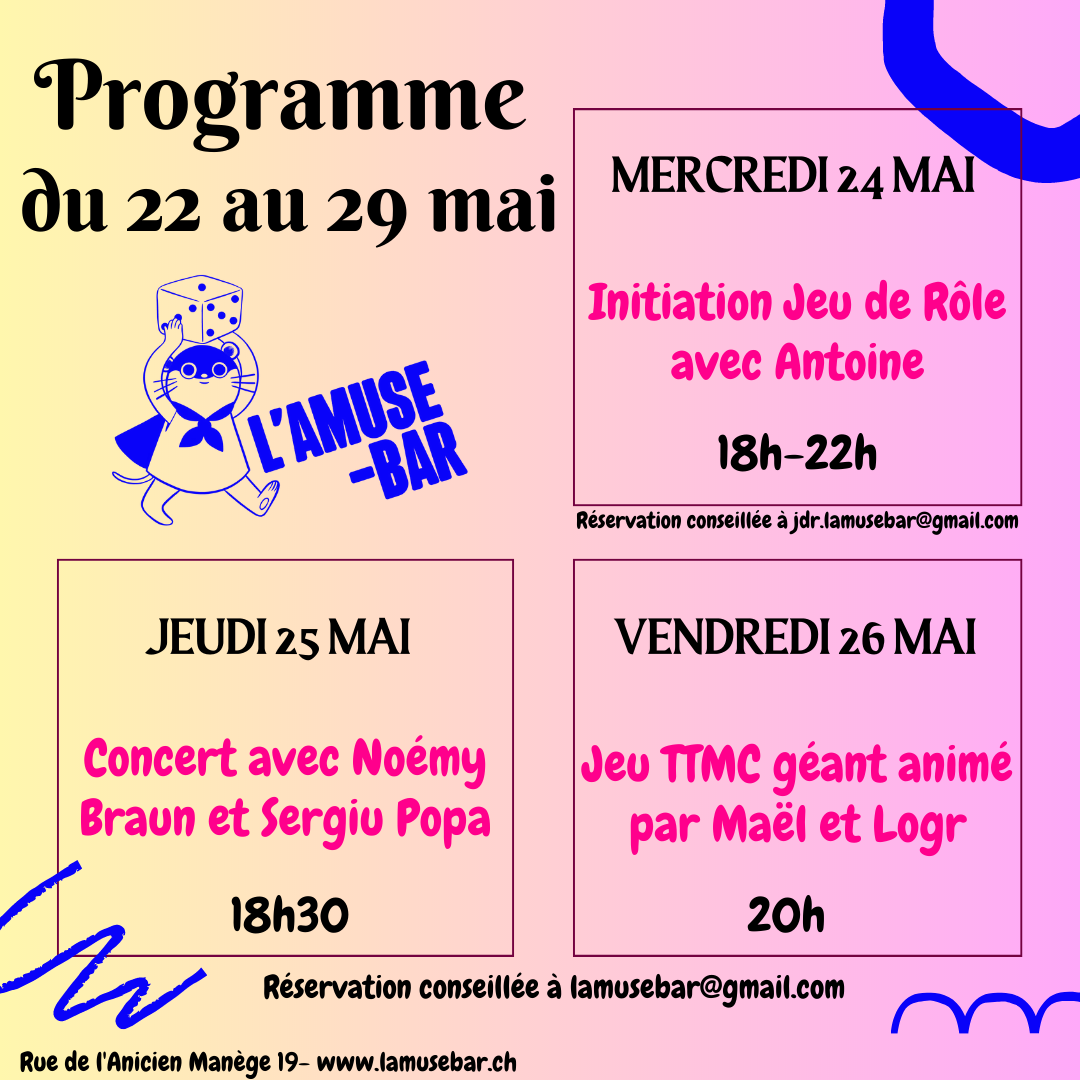 Programme
du 22 au 29 mai
L'AMUSE
-BAR
MERCREDI 24 MAI
Initiation Jeu de Rôle
avec Antoine
18h-22h
Réservation conseillée à jdr.lamusebar@gmail.com
JEUDI 25 MAI
Concert avec Noémy
Braun et Sergiu Popa
18h30
VENDREDI 26 MAI
Jeu TTMC géant animé
par Maël et Logr
20h
Réservation conseillée à lamusebar@gmail.com
Rue de l'Anicien Manège 19- www.lamusebar.ch